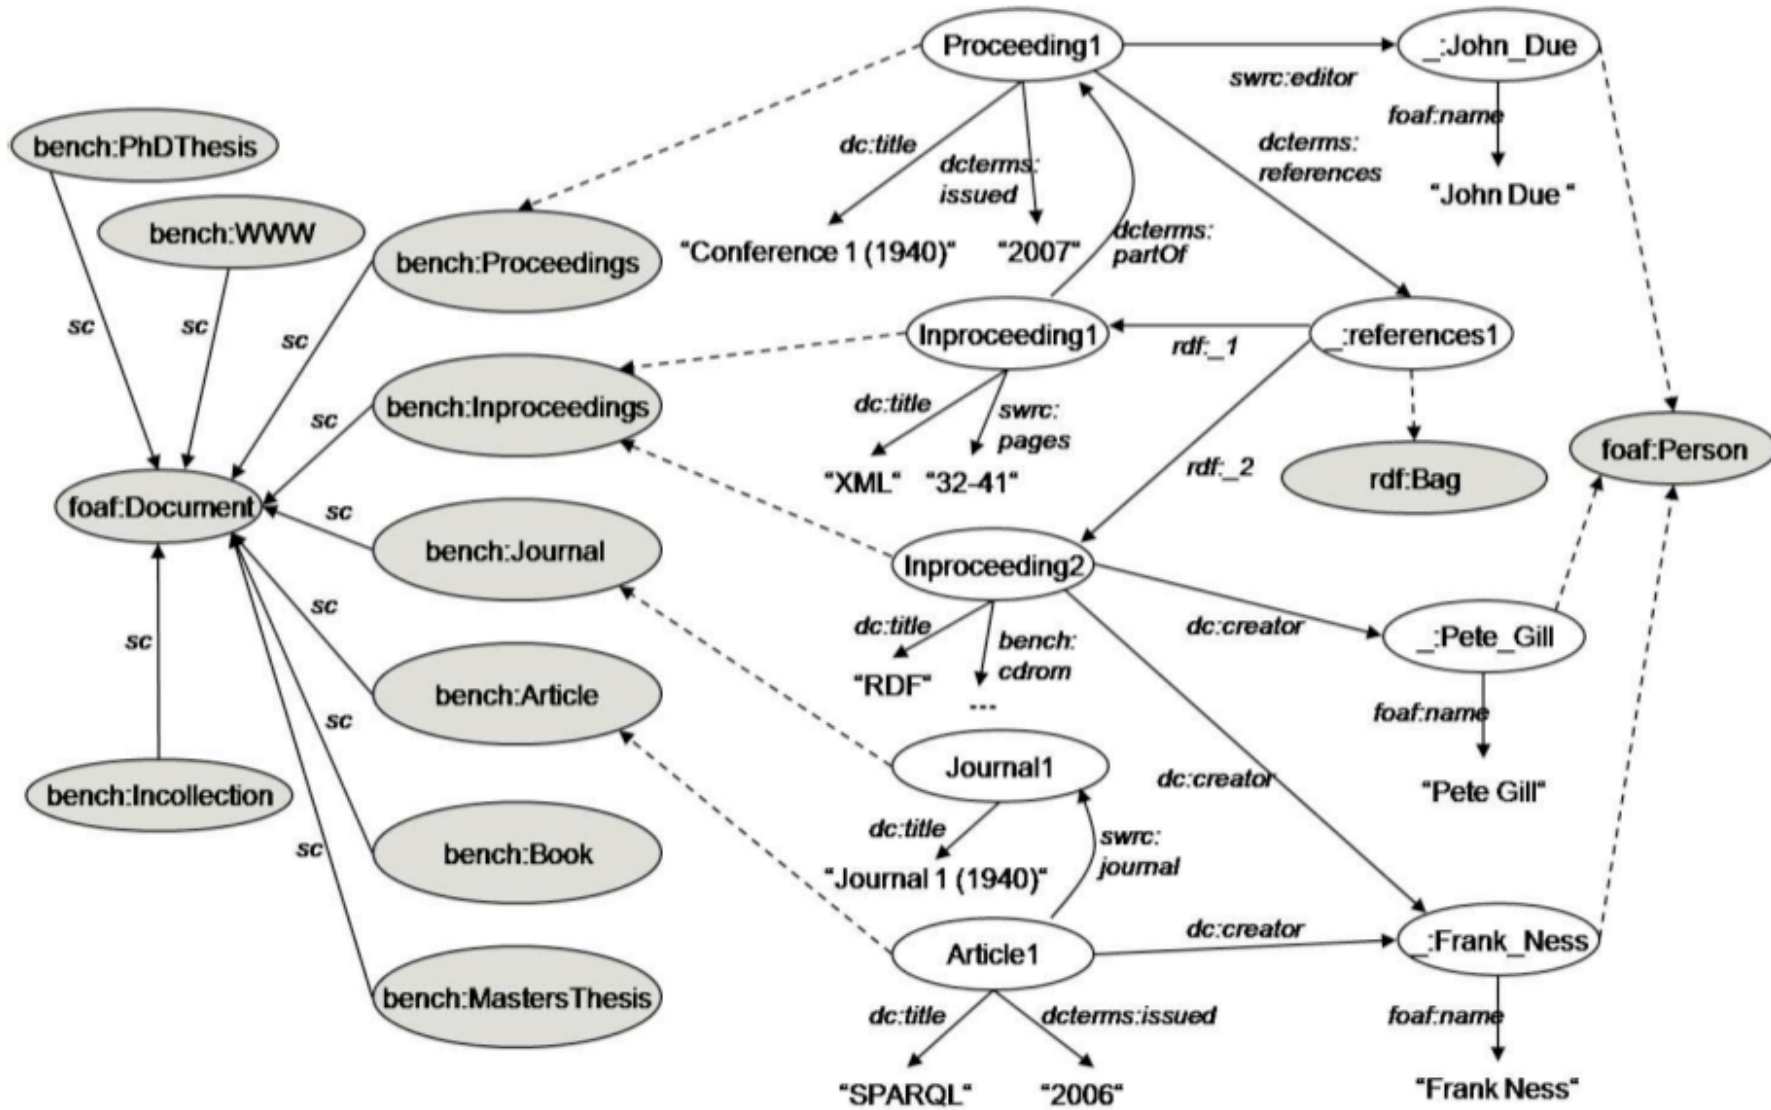 Proceeding1
_:John_Due
swrc:editor
foaf:name
bench:PhDThesis
dc:title
dcterms:
issued
dcterms:
references
"John Due "
bench:WWW
bench:Proceedings
"Conference 1 (1940)"
"2007"
dcterms:
partOf
sc
sc
sc
Inproceeding1
rdf:_1
_:references1
bench:Inproceedings
sc
dc:title
swrc:
pages
foaf:Person
"XML"
"32-41"
rdf:_2
rdf:Bag
foaf:Document
sc
bench:Journal
Inproceeding2
sc
dc:title
bench:
cdrom
dc:creator
_:Pete_Gill
sc
"RDF"
...
bench:Article
sc
foaf:name
Journal1
dc:creator
"Pete Gill"
bench:Incollection
dc:title
swrc:
journal
sc
bench:Book
"Journal 1 (1940)"
dc:creator
_:Frank_Ness
Article1
bench:MastersThesis
dc:title
dcterms:issued
foaf:name
"SPARQL"
"2006"
"Frank Ness"